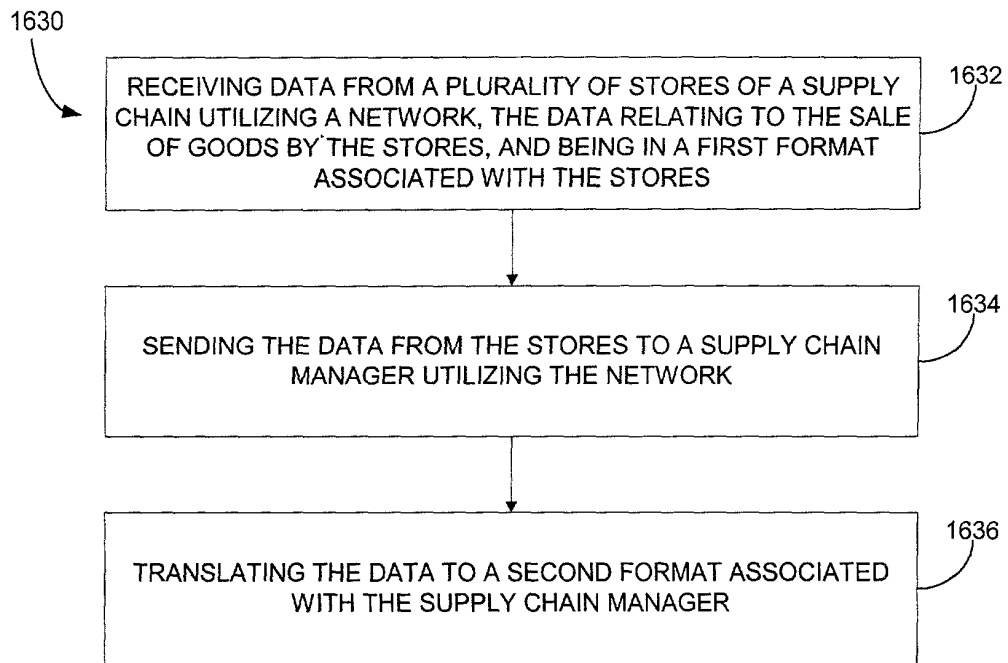 1630
RECEIVING DATA FROM A PLURALITY OF STORES OF A SUPPLY
CHAIN UTILIZING A NETWORK, THE DATA RELATING TO THE SALE
OF GOODS BY THE STORES, AND BEING IN A FIRST FORMAT
ASSOCIATED WITH THE STORES
1632
SENDING THE DATA FROM THE STORES TO A SUPPLY CHAIN
MANAGER UTILIZING THE NETWORK
1634
TRANSLATING THE DATA TO A SECOND FORMAT ASSOCIATED
WITH THE SUPPLY CHAIN MANAGER
1636